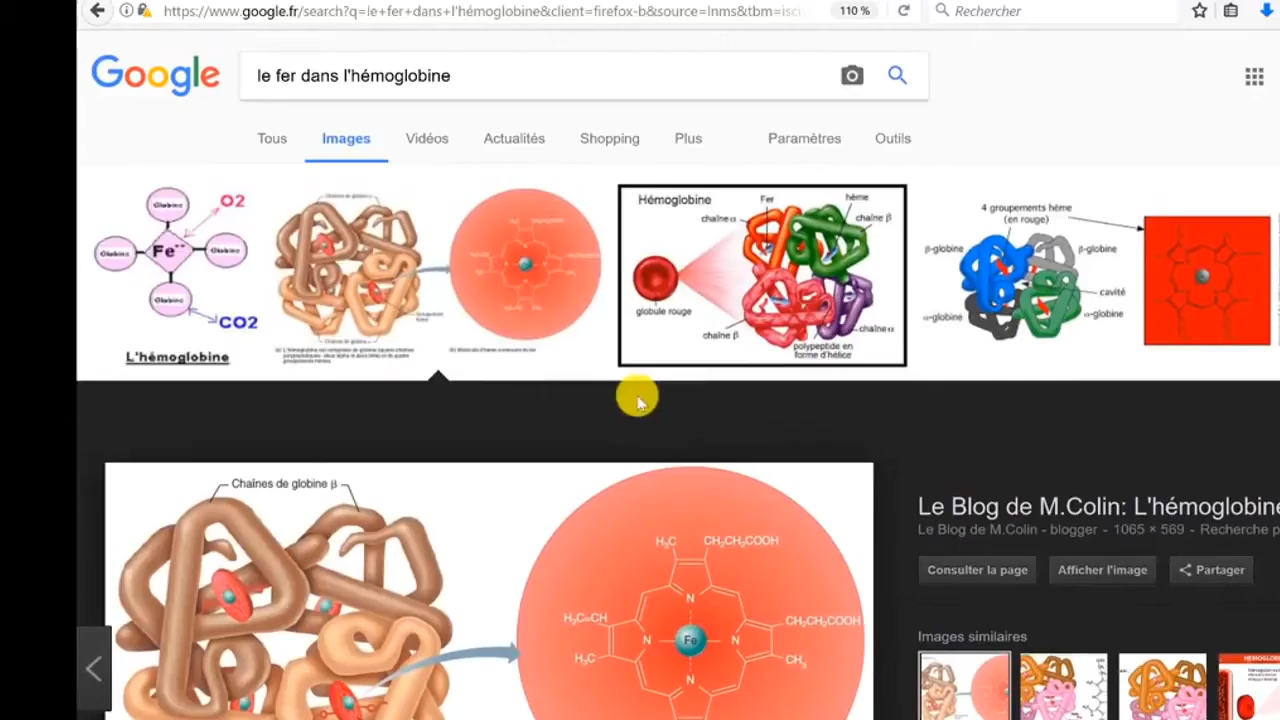 https://www.google.fr/search?q=le+fer+dans+l'hémoglobine&client=firefox-b&source=lnms&tbm=isc
110 %
Rechercher
Google
le fer dans l'hémoglobine
Tous
Images
Vidéos
Actualités
Shopping
Plus
Paramètres
Outils
Globine
O2
Globine
Fe++
Globine
Globine
CO2
L'hémoglobine
Chaînes de globine β
Hémoglobine
Fer
hème
chaîne α
chaîne β
globule rouge
chaîne β
chaîne α
polypeptide en
forme d'hélice
4 groupements hème
(en rouge)
β-globine
β-globine
cavité
α-globine
α-globine
Chaînes de globine β
H₃C
CH₂CH₂COOH
N
H₂C=CH
CH₂CH₂COOH
N
Fe
N
H₃C
CH₃
N
Le Blog de M.Colin: L'hémoglobine
Le Blog de M.Colin - blogger - 1065 × 569 - Recherche p
Consulter la page
Afficher l'image
Partager
Images similaires